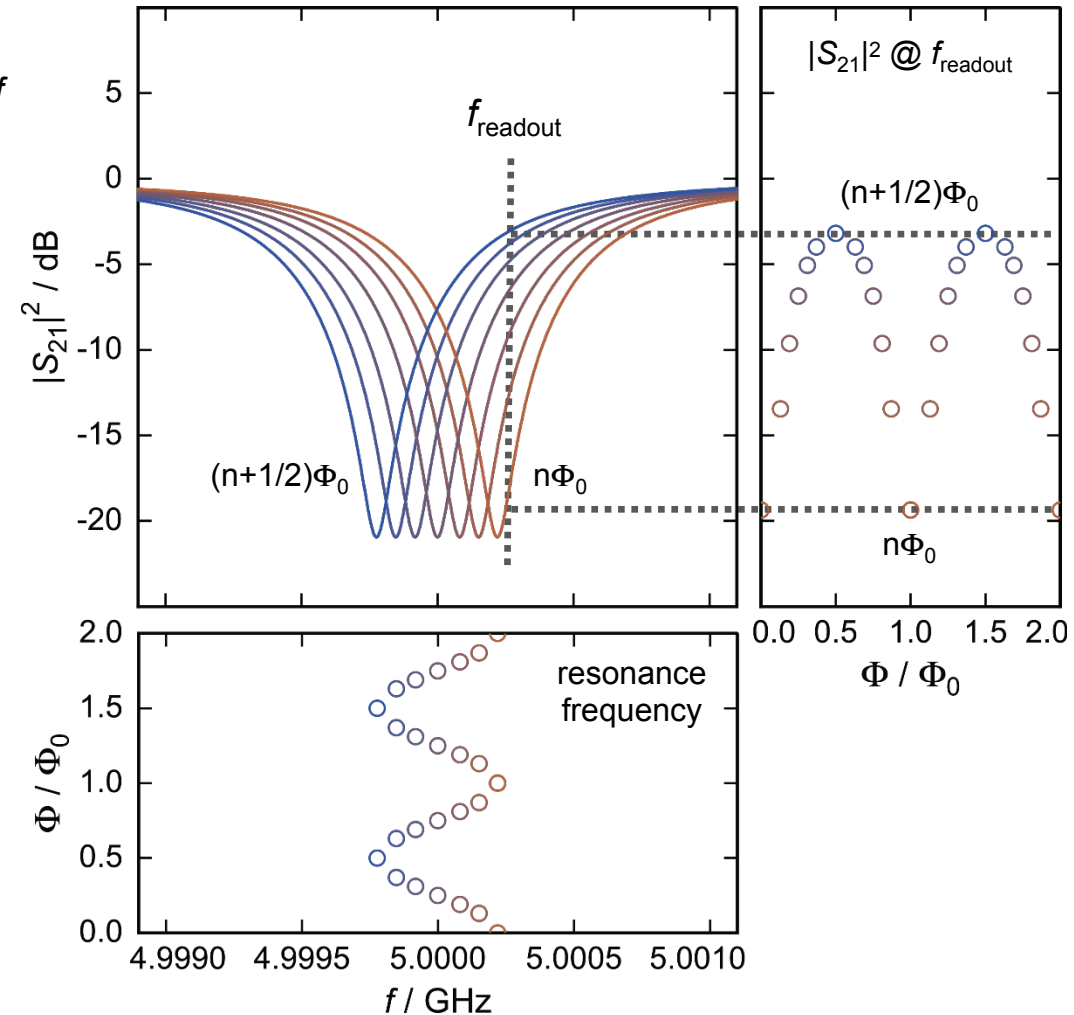 f
|S₂₁|² / dB
5
0
-5
-10
-15
-20
f_readout
(n+1/2)Φ₀
nΦ₀
|S₂₁|² @ f_readout
(n+1/2)Φ₀
nΦ₀
0.0 0.5 1.0 1.5 2.0
Φ / Φ₀
Φ / Φ₀
2.0
1.5
1.0
0.5
0.0
resonance
frequency
4.9990 4.9995 5.0000 5.0005 5.0010
f / GHz